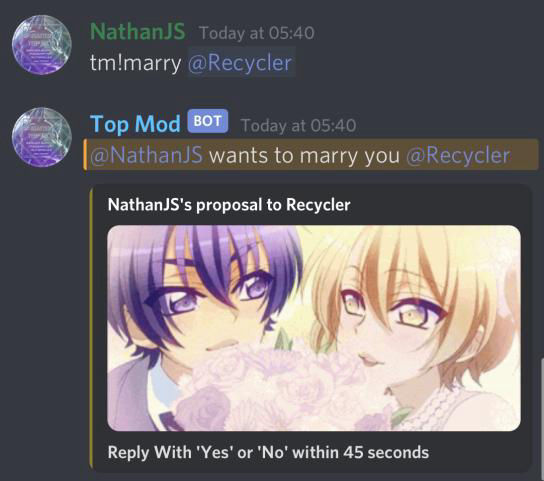 NathanJS Today at 05:40
tm!marry @Recycler
Top Mod BOT Today at 05:40
@NathanJS wants to marry you @Recycler
NathanJS's proposal to Recycler
Reply With 'Yes' or 'No' within 45 seconds